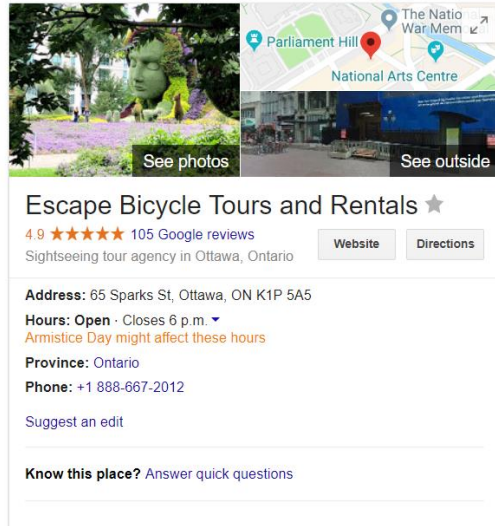 The Natio
War Mem
Parliament Hill
National Arts Centre
See photos
See outside
Escape Bicycle Tours and Rentals
4.9 105 Google reviews
Website
Directions
Sightseeing tour agency in Ottawa, Ontario
Address: 65 Sparks St, Ottawa, ON K1P 5A5
Hours: Open · Closes 6 p.m.
Armistice Day might affect these hours
Province: Ontario
Phone: +1 888-667-2012
Suggest an edit
Know this place? Answer quick questions